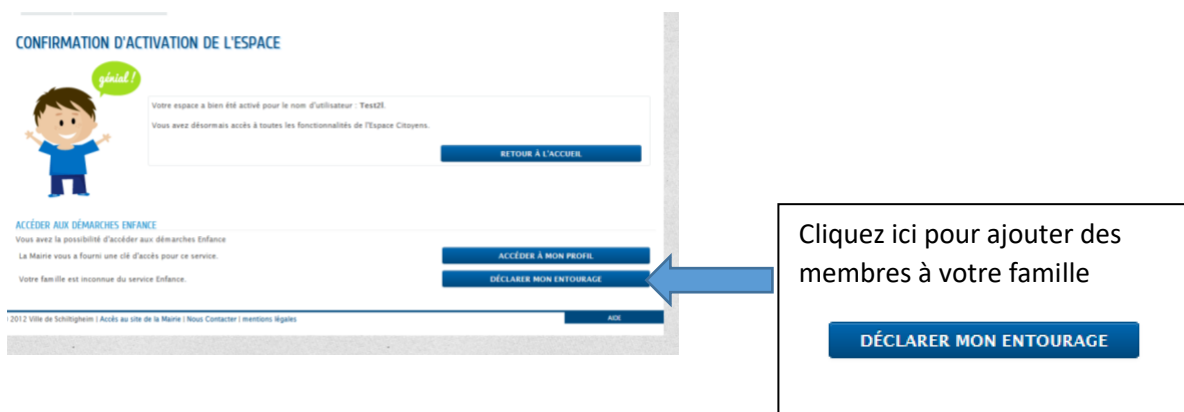 CONFIRMATION D'ACTIVATION DE L'ESPACE
génial !
Votre espace a bien été activé pour le nom d'utilisateur : Test2l.
Vous avez désormais accès à toutes les fonctionnalités de l'Espace Citoyens.
RETOUR À L'ACCUEIL
ACCÉDER AUX DÉMARCHES ENFANCE
Vous avez la possibilité d'accéder aux démarches Enfance
La Mairie vous a fourni une clé d'accès pour ce service.
ACCÉDER À MON PROFIL
Votre famille est inconnue du service Enfance.
DÉCLARER MON ENTOURAGE
2012 Ville de Schiltigheim | Accès au site de la Mairie | Nous Contacter | mentions légales
AIDE
Cliquez ici pour ajouter des
membres à votre famille
DÉCLARER MON ENTOURAGE